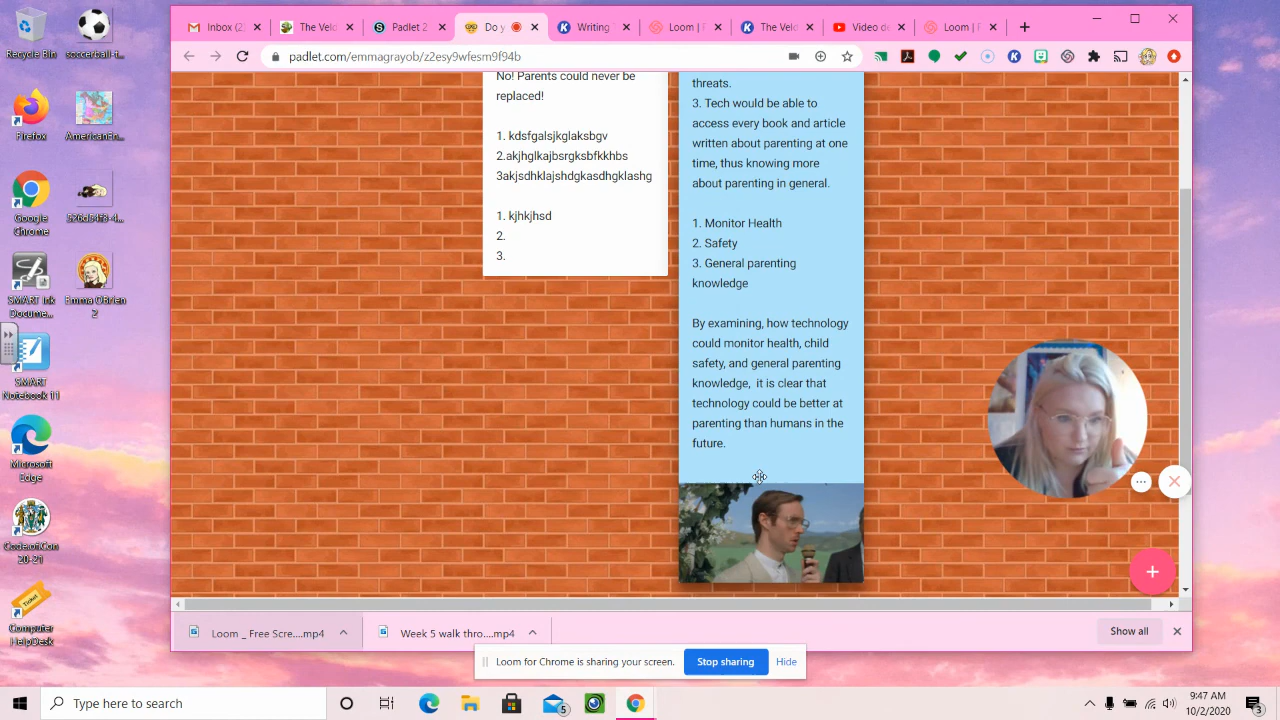 Inbox (2
The Velo
Padlet 2
Do y
Writing
Loom | F
The Velo
Video de
Loom | F
padlet.com/emmagrayob/z2esy9wfesm9f94b
Recycle Bin
soccerball-t...
Firefox
American...
Google
Chrome
SMART Ink
Docume...
Emma OBrien
2
SMART
Notebook 11
Microsoft
Edge
20-21
Ticket
Computer
HelpDesk
No! Parents could never be
replaced!
1. kdsfgalsjkglaksbgv
2.akjhglkajbsrgksbfkkhbs
3akjsdhklajshdgkasdhgklashg
1. kjhkjhsd
2.
3.
threats.
3. Tech would be able to
access every book and article
written about parenting at one
time, thus knowing more
about parenting in general.
1. Monitor Health
2. Safety
3. General parenting
knowledge
By examining, how technology
could monitor health, child
safety, and general parenting
knowledge,  it is clear that
technology could be better at
parenting than humans in the
future.
Loom _ Free Scre....mp4
Week 5 walk thro....mp4
Show all
Loom for Chrome is sharing your screen.
Stop sharing
Hide
Type here to search
5
9:47 AM
10/2/2020
3